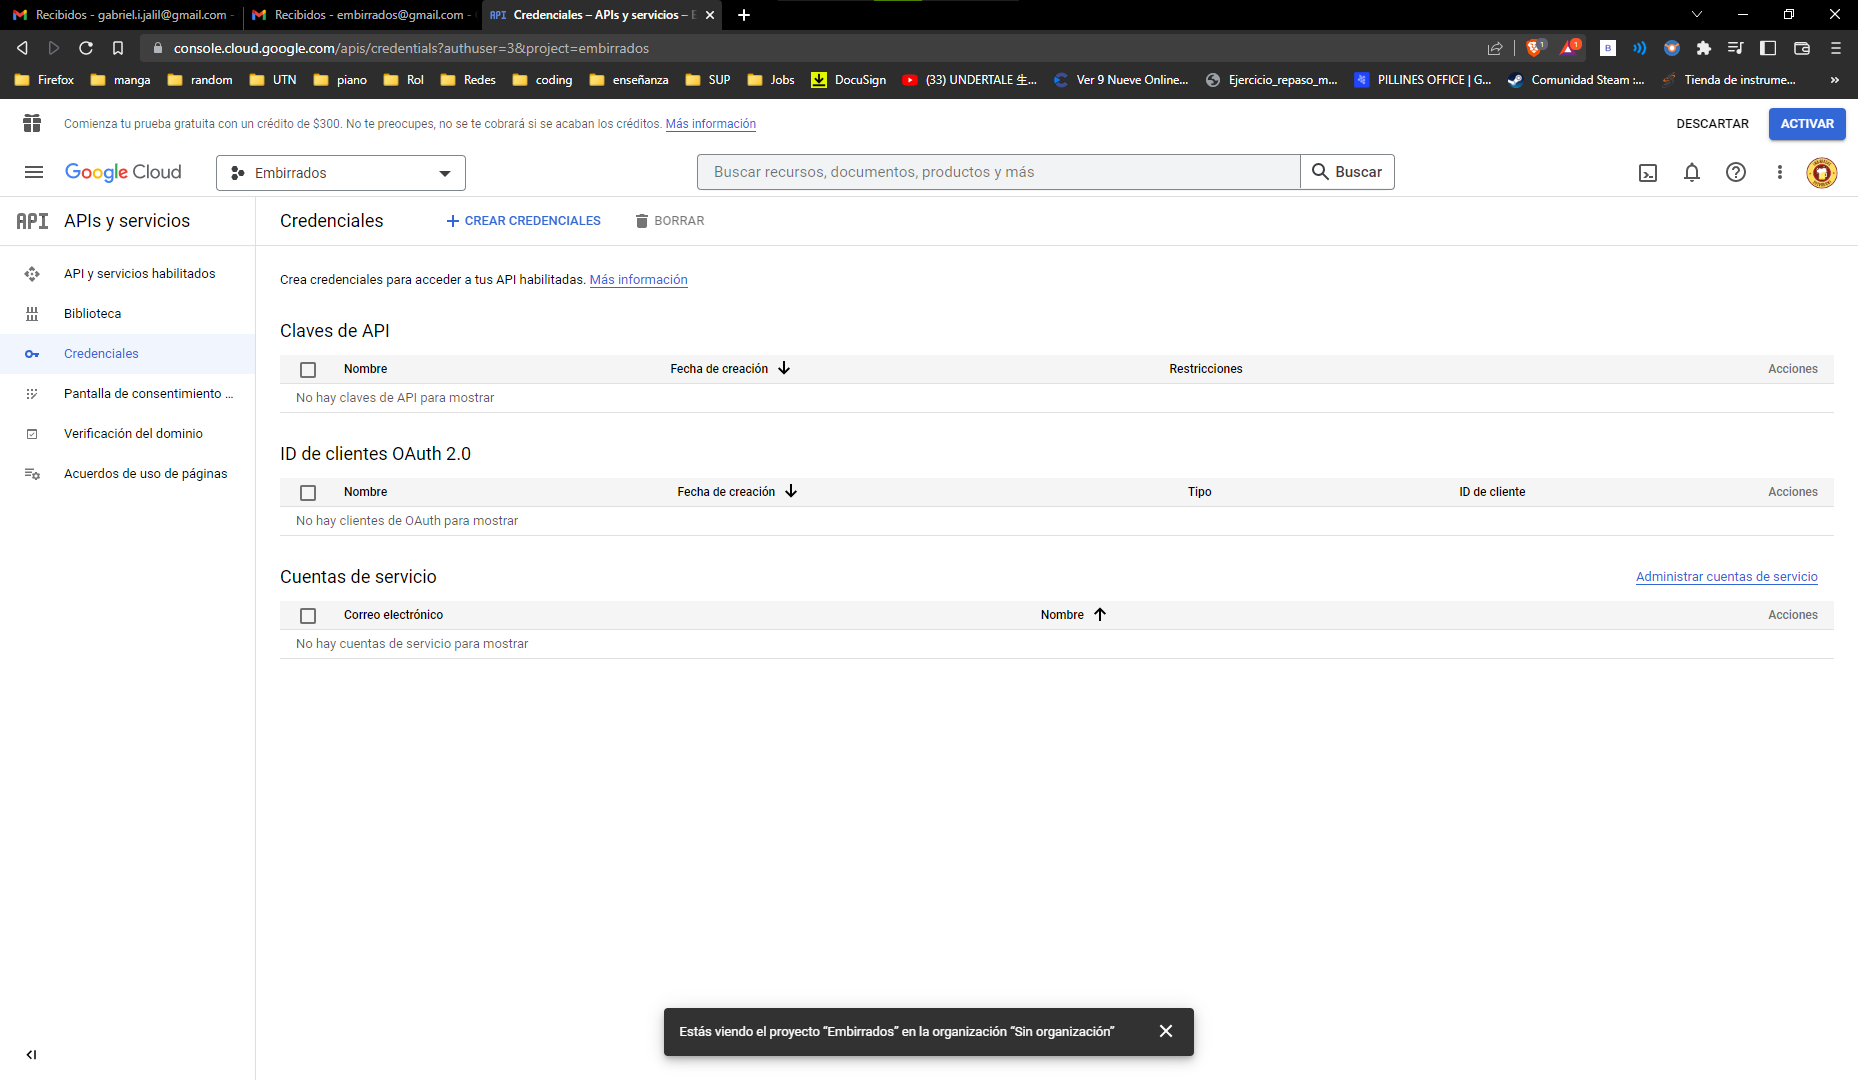 Recibidos - gabriel.i.jalil@gmail.com -
Recibidos - embirrados@gmail.com -
API Credenciales – APIs y servicios – E
console.cloud.google.com/apis/credentials?authuser=3&project=embirrados
1
1
B
Firefox
manga
random
UTN
piano
Rol
Redes
coding
enseñanza
SUP
Jobs
DocuSign
(33) UNDERTALE 生...
Ver 9 Nueve Online...
Ejercicio_repaso_m...
PILLINES OFFICE | G...
Comunidad Steam :...
Tienda de instrume...
»
Comienza tu prueba gratuita con un crédito de $300. No te preocupes, no se te cobrará si se acaban los créditos. Más información
DESCARTAR
ACTIVAR
Google Cloud
Embirrados
Buscar recursos, documentos, productos y más
Buscar
API APIs y servicios
Credenciales
CREAR CREDENCIALES
BORRAR
API y servicios habilitados
Biblioteca
Credenciales
Pantalla de consentimiento ...
Verificación del dominio
Acuerdos de uso de páginas
Crea credenciales para acceder a tus API habilitadas. Más información
Claves de API
Nombre Fecha de creación Restricciones Acciones
No hay claves de API para mostrar
ID de clientes OAuth 2.0
Nombre Fecha de creación Tipo ID de cliente Acciones
No hay clientes de OAuth para mostrar
Cuentas de servicio
Administrar cuentas de servicio
Correo electrónico Nombre Acciones
No hay cuentas de servicio para mostrar
Estás viendo el proyecto “Embirrados” en la organización “Sin organización”